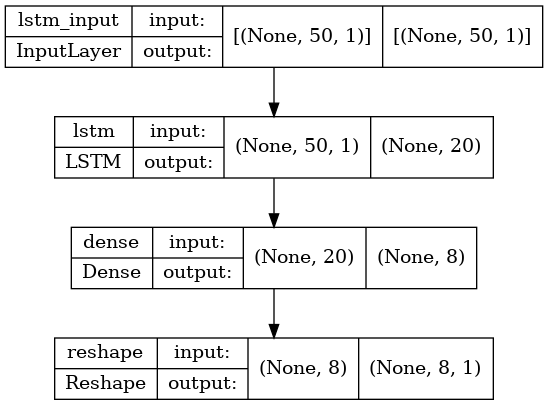 lstm_input input: [(None, 50, 1)] [(None, 50, 1)]
InputLayer output:
lstm input: (None, 50, 1) (None, 20)
LSTM output:
dense input: (None, 20) (None, 8)
Dense output:
reshape input: (None, 8) (None, 8, 1)
Reshape output: